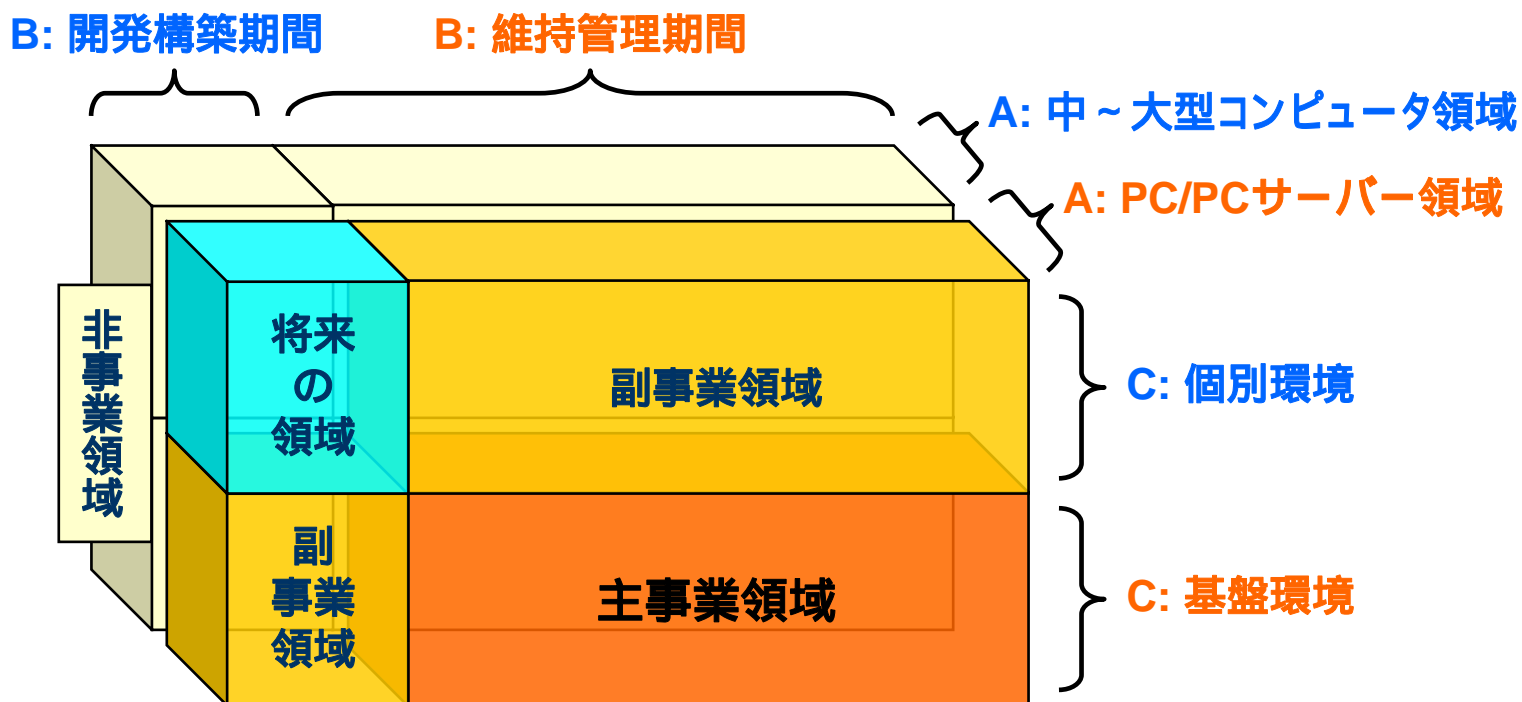 B: 開発構築期間
B: 維持管理期間
A: 中～大型コンピュータ領域
A: PC/PCサーバー領域
非事業領域
将来
の
領域
副事業領域
C: 個別環境
副
事業
領域
主事業領域
C: 基盤環境